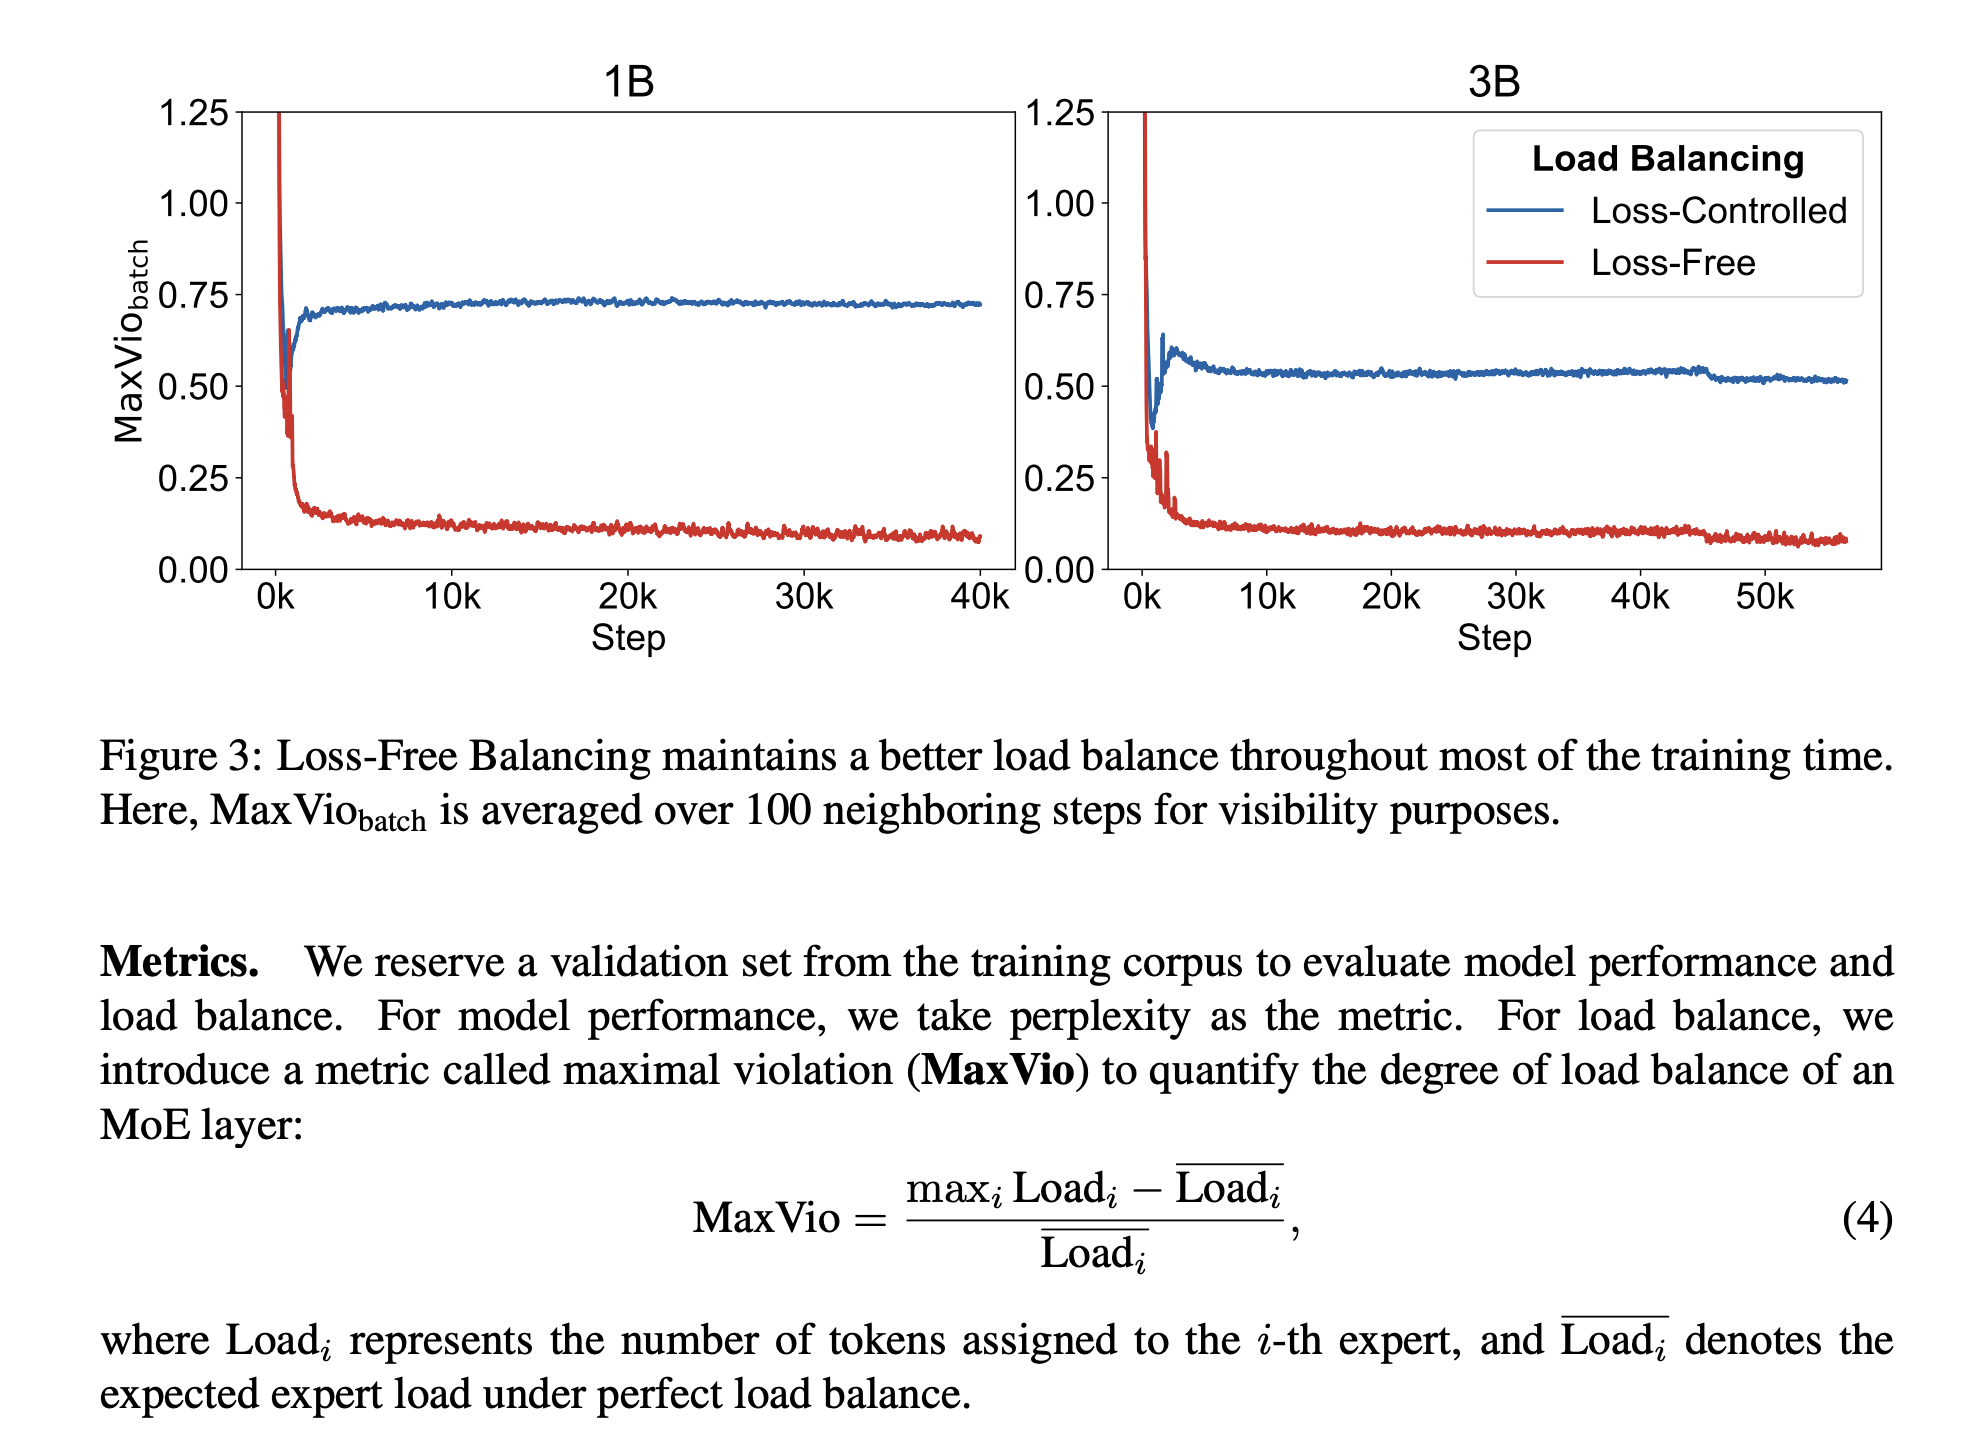 1B
1.25
1.00
0.75
0.50
0.25
0.00
MaxVio_batch
0k 10k 20k 30k 40k
Step
3B
1.25
1.00
0.75
0.50
0.25
0.00
Load Balancing
Loss-Controlled
Loss-Free
0k 10k 20k 30k 40k 50k
Step
Figure 3: Loss-Free Balancing maintains a better load balance throughout most of the training time.
Here, MaxVio_batch is averaged over 100 neighboring steps for visibility purposes.
Metrics. We reserve a validation set from the training corpus to evaluate model performance and
load balance. For model performance, we take perplexity as the metric. For load balance, we
introduce a metric called maximal violation (MaxVio) to quantify the degree of load balance of an
MoE layer:
MaxVio = \frac{max_i Load_i − \overline{Load_i}}{\overline{Load_i}}, (4)
where Load_i represents the number of tokens assigned to the i-th expert, and \overline{Load_i} denotes the
expected expert load under perfect load balance.